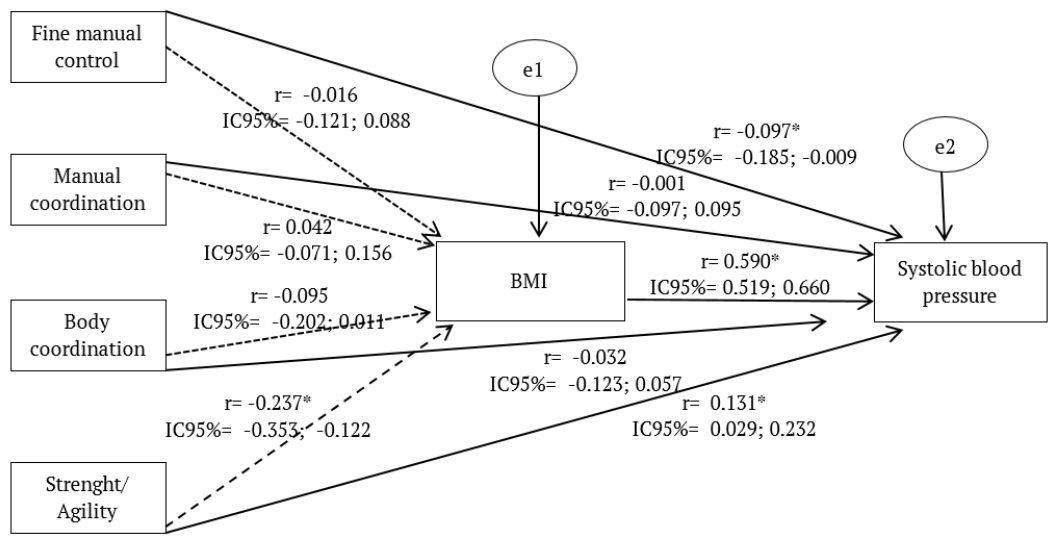 Fine manual
control
e1
r=  -0.016
IC95%= -0.121; 0.088
r= -0.097*
IC95%=  -0.185; -0.009
e2
Manual
coordination
r= -0.001
IC95%= -0.097; 0.095
r= 0.042
IC95%= -0.071; 0.156
BMI
r= 0.590*
IC95%= 0.519; 0.660
Systolic blood
pressure
r= -0.095
IC95%=  -0.202; 0.011
Body
coordination
r=  -0.032
IC95%=  -0.123; 0.057
r= -0.237*
IC95%=  -0.353;  -0.122
r=  0.131*
IC95%=  0.029; 0.232
Strenght/
Agility